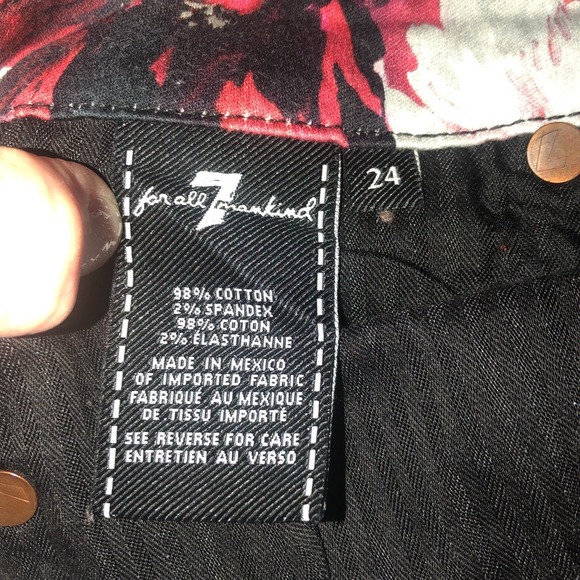 7
for all mankind
24
98% COTTON
2% SPANDEX
98% COTON
2% ÉLASTHANNE
MADE IN MEXICO
OF IMPORTED FABRIC
FABRIQUÉ AU MEXIQUE
DE TISSU IMPORTÉ
SEE REVERSE FOR CARE
ENTRETIEN AU VERSO